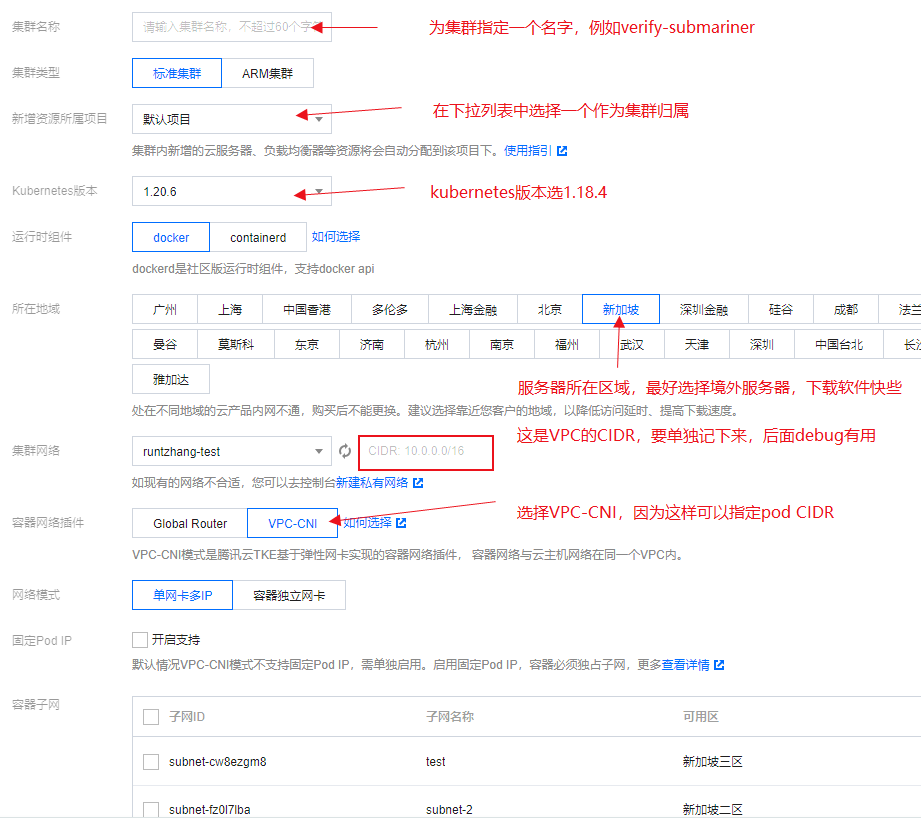 集群名称
请输入集群名称，不超过60个字
为集群指定一个名字，例如verify-submariner
集群类型
标准集群
ARM集群
新增资源所属项目
默认项目
在下拉列表中选择一个作为集群归属
集群内新增的云服务器、负载均衡器等资源将会自动分配到该项目下。使用指引
Kubernetes版本
1.20.6
kubernetes版本选1.18.4
运行时组件
docker
containerd
如何选择
dockerd是社区版运行时组件，支持docker api
所在地域
广州
上海
中国香港
多伦多
上海金融
北京
新加坡
深圳金融
硅谷
成都
法兰
曼谷
莫斯科
东京
济南
杭州
南京
福州
武汉
天津
深圳
中国台北
长沙
雅加达
服务器所在区域，最好选择境外服务器，下载软件快些
处在不同地域的云产品内网不通，购买后不能更换。建议选择靠近您客户的地域，以降低访问延时、提高下载速度。
这是VPC的CIDR，要单独记下来，后面debug有用
集群网络
runtzhang-test
CIDR: 10.0.0.0/16
如现有的网络不合适，您可以去控制台新建私有网络
容器网络插件
Global Router
VPC-CNI
如何选择
选择VPC-CNI，因为这样可以指定pod CIDR
VPC-CNI模式是腾讯云TKE基于弹性网卡实现的容器网络插件， 容器网络与云主机网络在同一个VPC内。
网络模式
单网卡多IP
容器独立网卡
固定Pod IP
开启支持
默认情况VPC-CNI模式不支持固定Pod IP，需单独启用。启用固定Pod IP，容器必须独占子网，更多查看详情
容器子网
子网ID
子网名称
可用区
subnet-cw8ezgm8
test
新加坡三区
subnet-fz0l7lba
subnet-2
新加坡二区